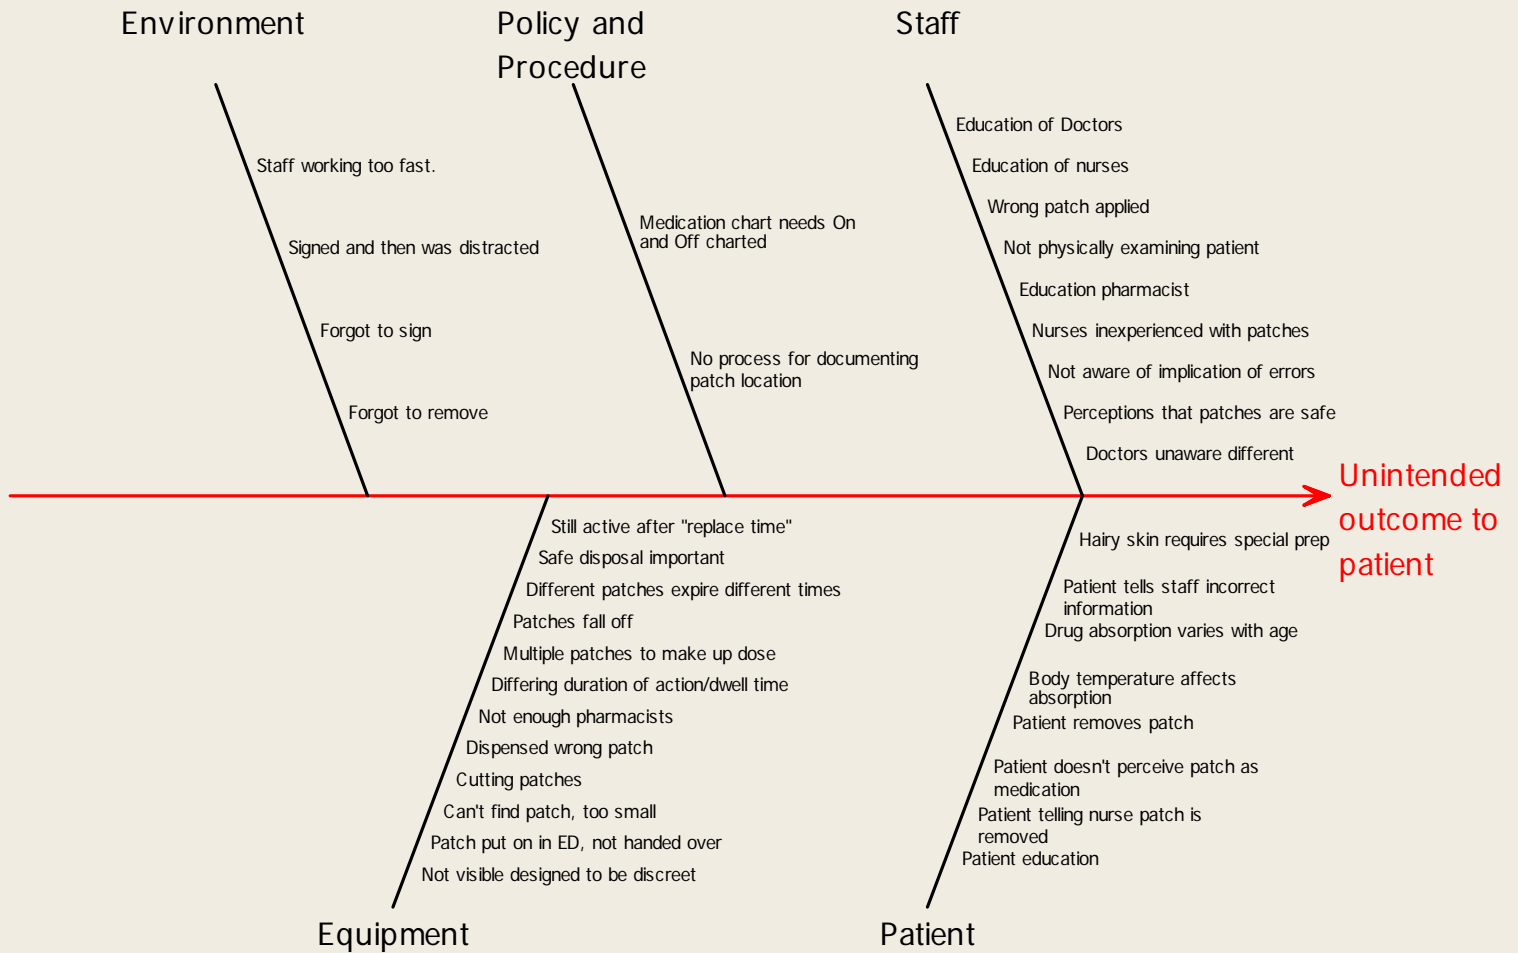 Environment
Staff working too fast.
Signed and then was distracted
Forgot to sign
Forgot to remove
Policy and
Procedure
Medication chart needs On
and Off charted
No process for documenting
patch location
Staff
Education of Doctors
Education of nurses
Wrong patch applied
Not physically examining patient
Education pharmacist
Nurses inexperienced with patches
Not aware of implication of errors
Perceptions that patches are safe
Doctors unaware different
Unintended
outcome to
patient
Still active after "replace time"
Safe disposal important
Different patches expire different times
Patches fall off
Multiple patches to make up dose
Differing duration of action/dwell time
Not enough pharmacists
Dispensed wrong patch
Cutting patches
Can't find patch, too small
Patch put on in ED, not handed over
Not visible designed to be discreet
Equipment
Hairy skin requires special prep
Patient tells staff incorrect
information
Drug absorption varies with age
Body temperature affects
absorption
Patient removes patch
Patient doesn't perceive patch as
medication
Patient telling nurse patch is
removed
Patient education
Patient